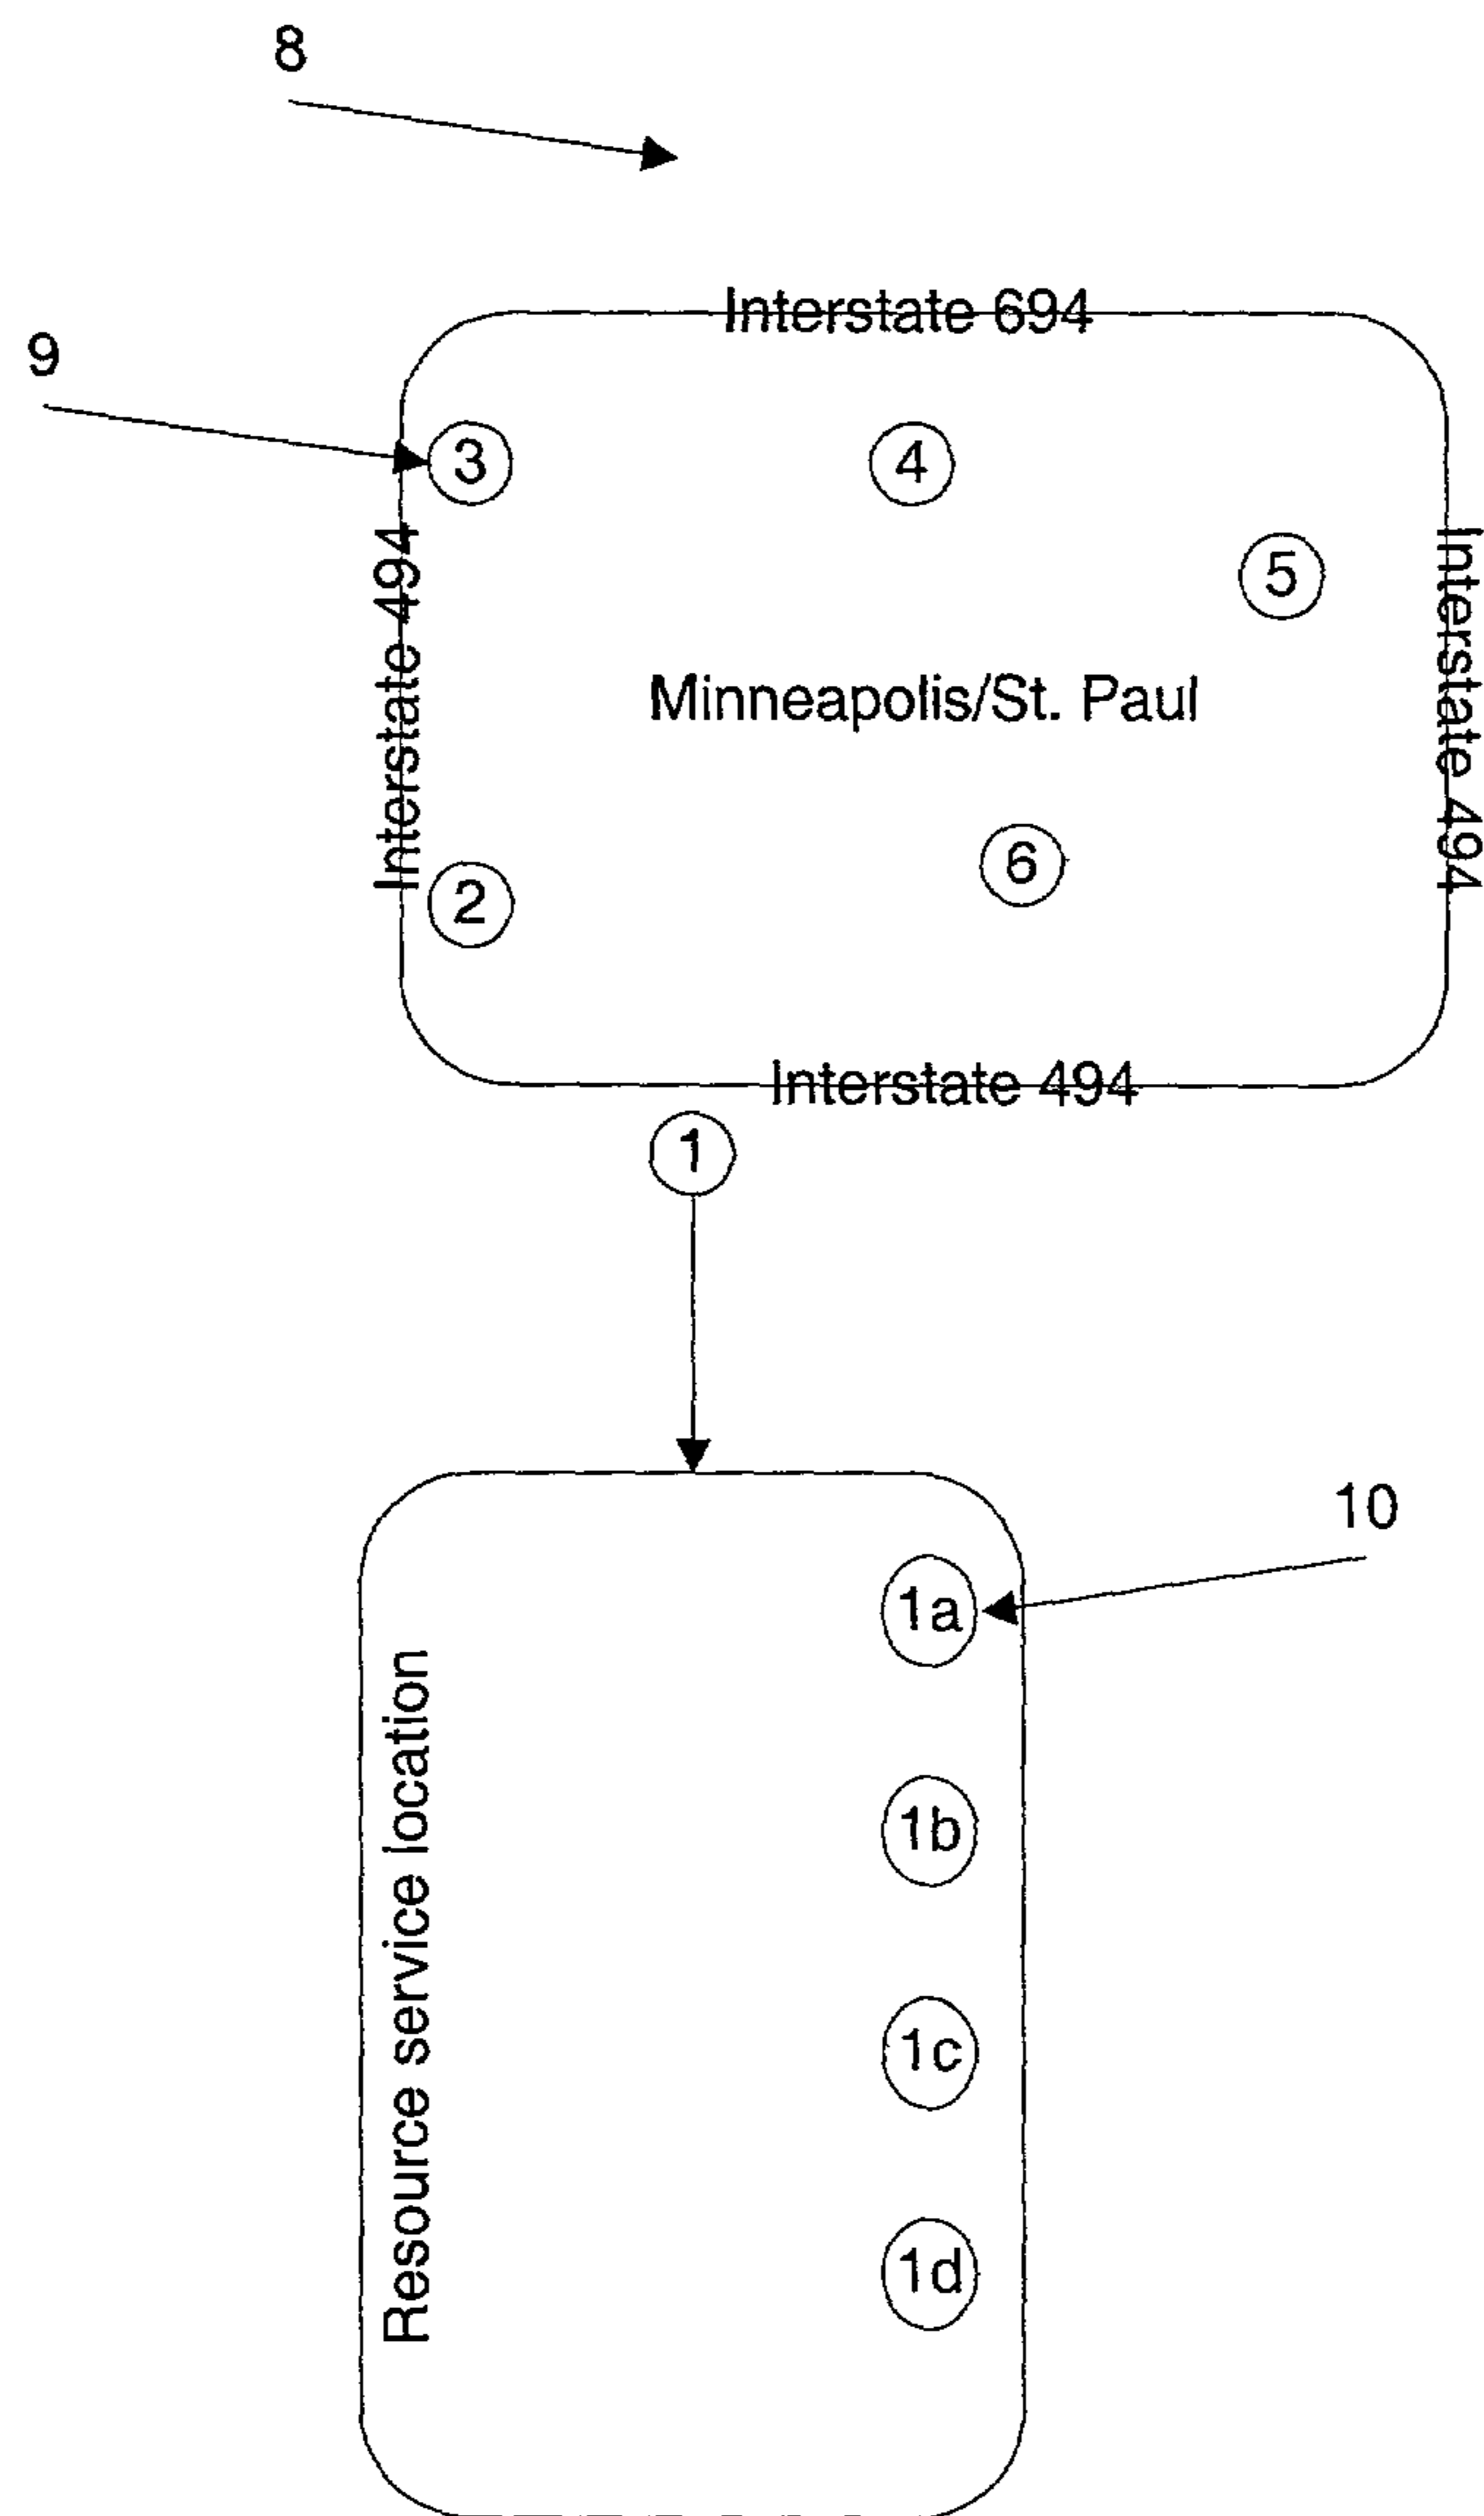 8
Interstate 694
9
3
4
5
Interstate 494
Interstate 494
Minneapolis/St. Paul
6
2
Interstate 494
1
10
1a
Resource service location
1b
1c
1d